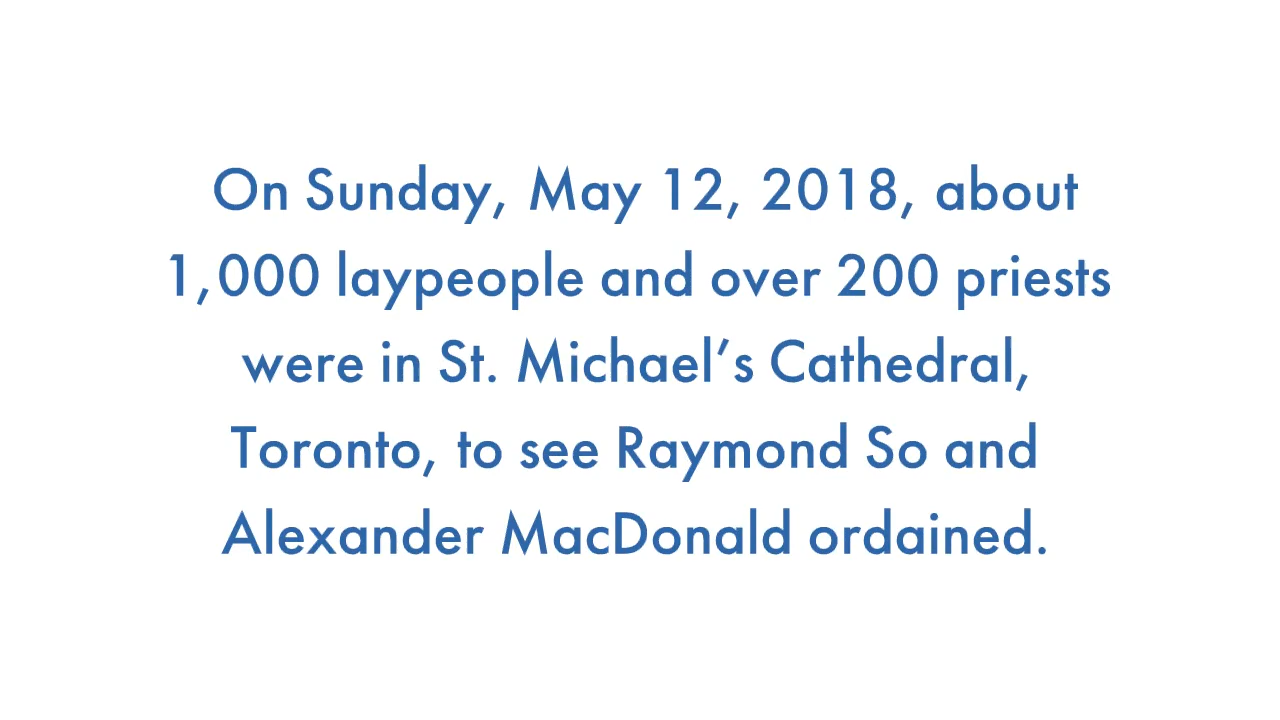 On Sunday, May 12, 2018, about
1,000 laypeople and over 200 priests
were in St. Michael’s Cathedral,
Toronto, to see Raymond So and
Alexander MacDonald ordained.